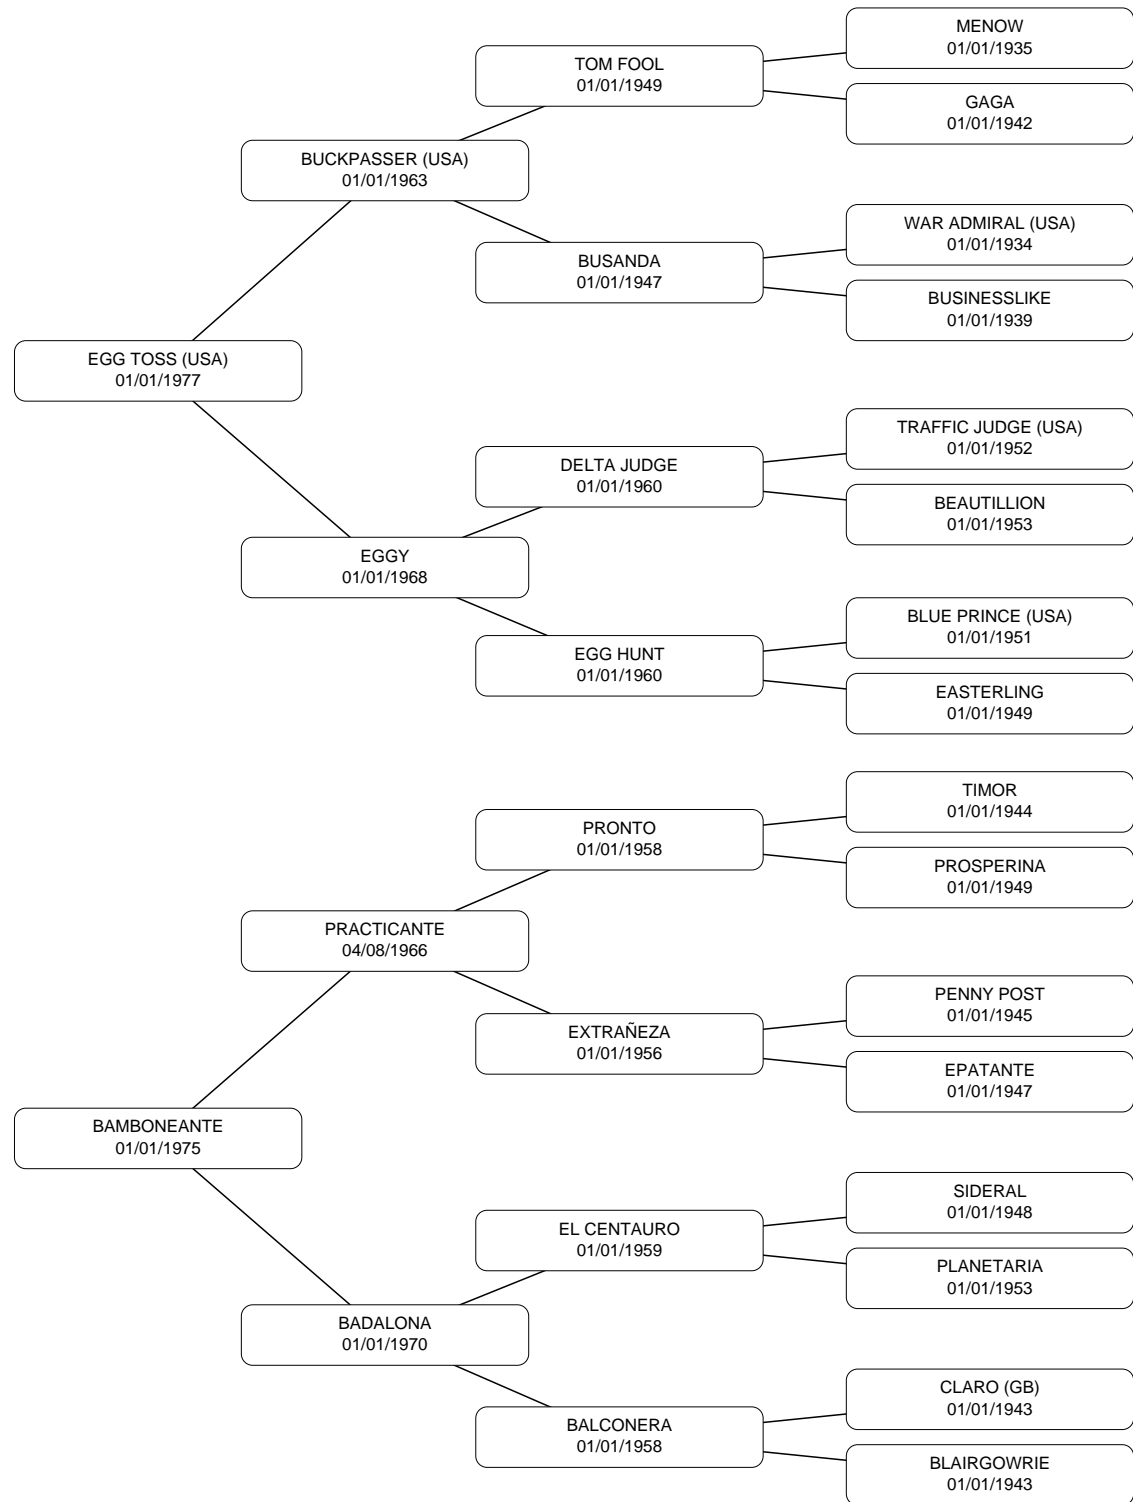 MENOW
01/01/1935
TOM FOOL
01/01/1949
GAGA
01/01/1942
BUCKPASSER (USA)
01/01/1963
WAR ADMIRAL (USA)
01/01/1934
BUSANDA
01/01/1947
BUSINESSLIKE
01/01/1939
EGG TOSS (USA)
01/01/1977
TRAFFIC JUDGE (USA)
01/01/1952
DELTA JUDGE
01/01/1960
BEAUTILLION
01/01/1953
EGGY
01/01/1968
BLUE PRINCE (USA)
01/01/1951
EGG HUNT
01/01/1960
EASTERLING
01/01/1949
TIMOR
01/01/1944
PRONTO
01/01/1958
PROSPERINA
01/01/1949
PRACTICANTE
04/08/1966
PENNY POST
01/01/1945
EXTRAÑEZA
01/01/1956
EPATANTE
01/01/1947
BAMBONEANTE
01/01/1975
SIDERAL
01/01/1948
EL CENTAURO
01/01/1959
PLANETARIA
01/01/1953
BADALONA
01/01/1970
CLARO (GB)
01/01/1943
BALCONERA
01/01/1958
BLAIRGOWRIE
01/01/1943